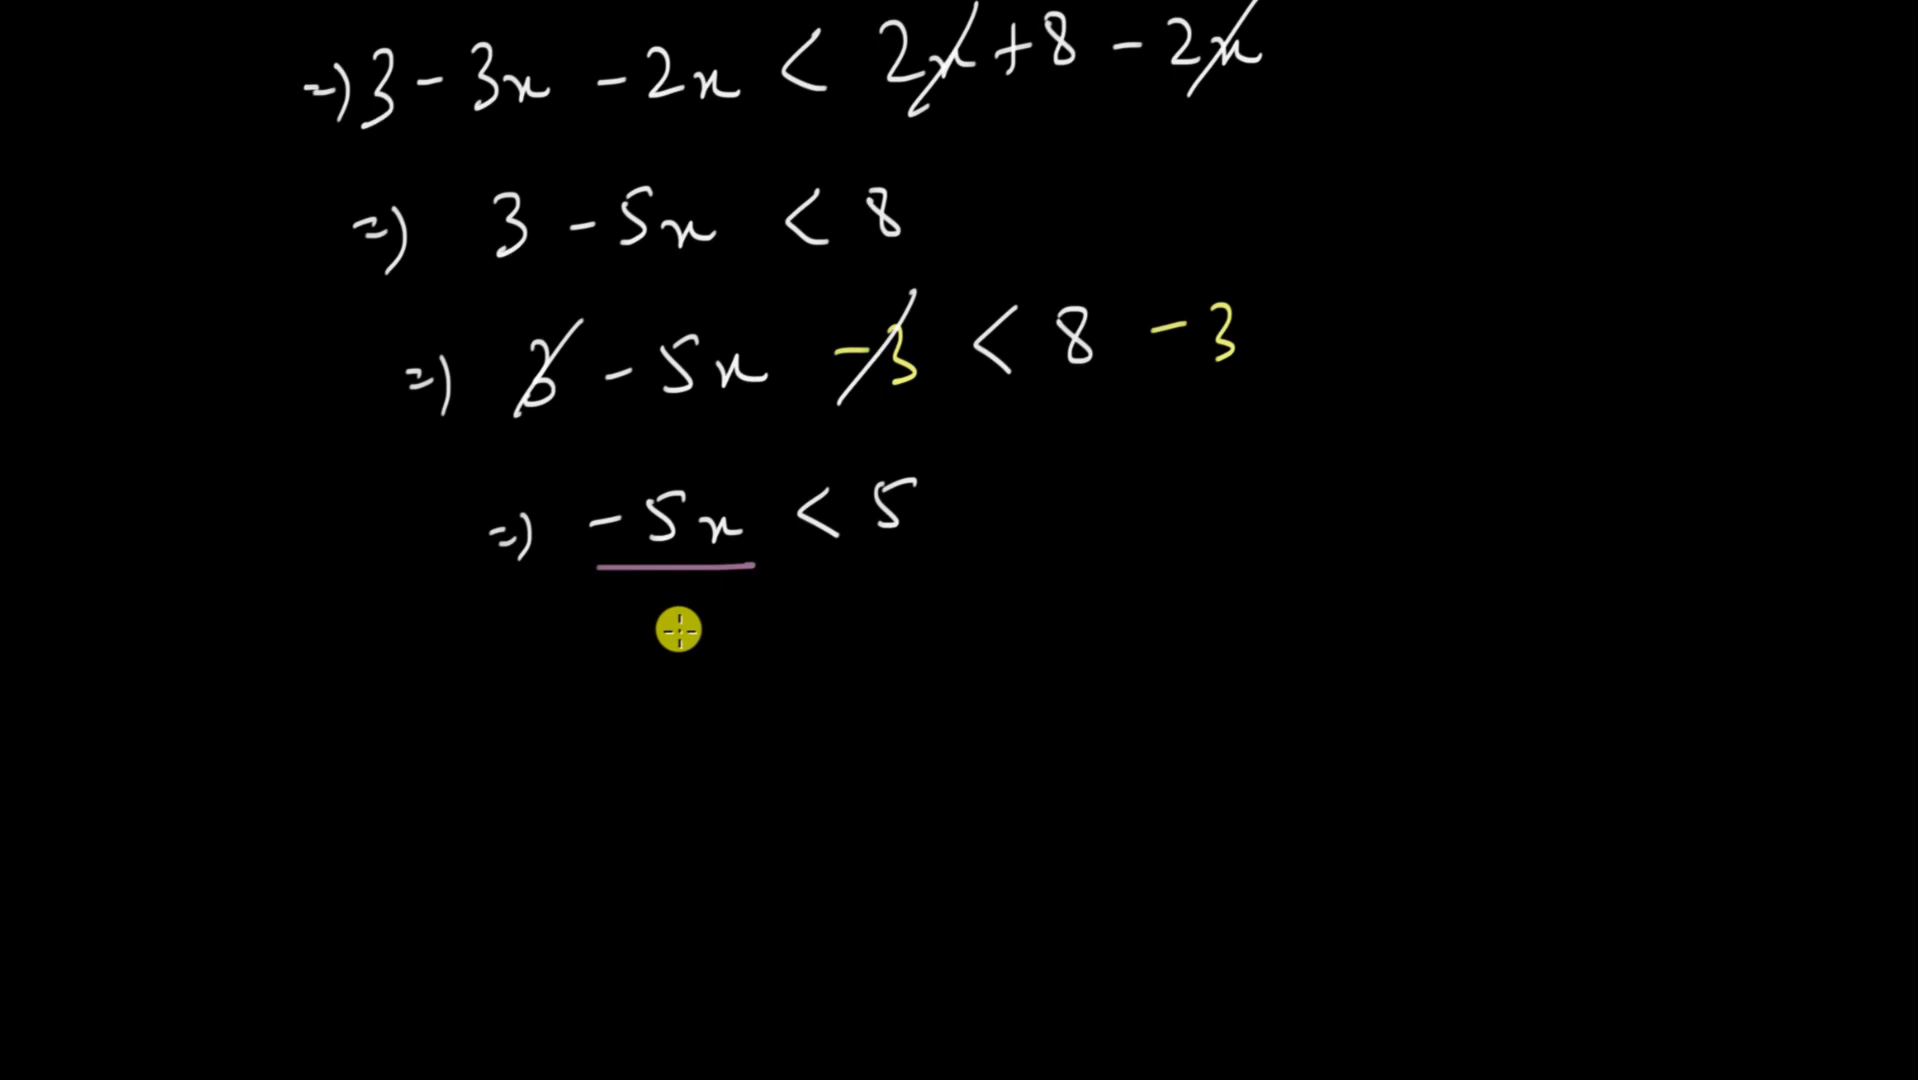 =) 3 - 3x - 2x < 2x + 8 - 2x
=) 3 - 5x < 8
=) 3 - 5x - 3 < 8 - 3
=) - 5x < 5